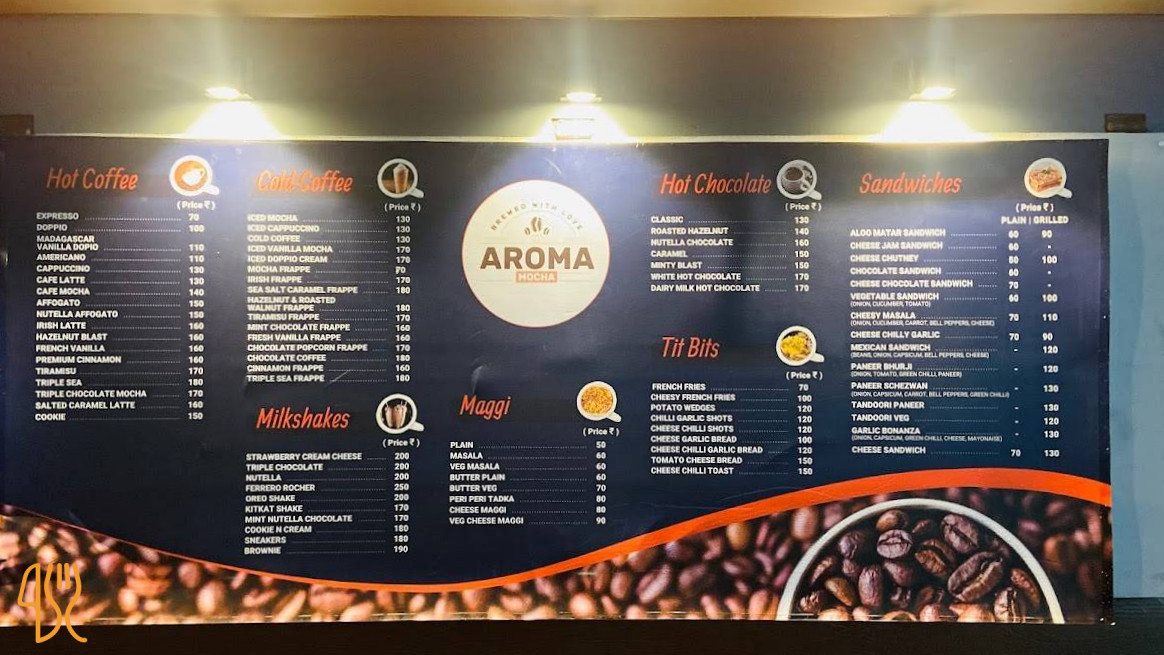 Hot Coffee
( Price ₹ )
EXPRESSO 70
DOPPIO 100
MADAGASCAR
VANILLA DOPIO 110
AMERICANO 110
CAPPUCCINO 130
CAFE LATTE 130
CAFE MOCHA 140
AFFOGATO 150
NUTELLA AFFOGATO 150
IRISH LATTE 160
HAZELNUT BLAST 160
FRENCH VANILLA 160
PREMIUM CINNAMON 160
TIRAMISU 170
TRIPLE SEA 180
TRIPLE CHOCOLATE MOCHA 170
SALTED CARAMEL LATTE 160
COOKIE 150
Cold Coffee
( Price ₹ )
ICED MOCHA 130
ICED CAPPUCCINO 130
COLD COFFEE 130
ICED VANILLA MOCHA 170
ICED DOPPIO CREAM 170
MOCHA FRAPPE
IRISH FRAPPE 170
SEA SALT CARAMEL FRAPPE 180
HAZELNUT & ROASTED
WALNUT FRAPPE 180
TIRAMISU FRAPPE 170
MINT CHOCOLATE FRAPPE 160
FRESH VANILLA FRAPPE 160
CHOCOLATE POPCORN FRAPPE 170
CHOCOLATE COFFEE 180
CINNAMON FRAPPE 160
TRIPLE SEA FRAPPE 180
Milkshakes
( Price ₹ )
STRAWBERRY CREAM CHEESE 200
TRIPLE CHOCOLATE 200
NUTELLA 200
FERRERO ROCHER 250
OREO SHAKE 200
KITKAT SHAKE 170
MINT NUTELLA CHOCOLATE 170
COOKIE N CREAM 180
SNEAKERS 180
BROWNIE 190
BREWED WITH LOVE
AROMA
MOCHA
Maggi
( Price ₹ )
PLAIN 50
MASALA 60
VEG MASALA 60
BUTTER PLAIN 60
BUTTER VEG 70
PERI PERI TADKA 80
CHEESE MAGGI 80
VEG CHEESE MAGGI 90
Hot Chocolate
( Price ₹ )
CLASSIC 130
ROASTED HAZELNUT 140
NUTELLA CHOCOLATE 160
CARAMEL 150
MINTY BLAST 150
WHITE HOT CHOCOLATE 170
DAIRY MILK HOT CHOCOLATE 170
Tit Bits
( Price ₹ )
FRENCH FRIES 70
CHEESY FRENCH FRIES 100
POTATO WEDGES 120
CHILLI GARLIC SHOTS 120
CHEESE CHILLI SHOTS 120
CHEESE GARLIC BREAD 100
CHEESE CHILLI GARLIC BREAD 120
TOMATO CHEESE BREAD 150
CHEESE CHILLI TOAST 150
Sandwiches
( Price ₹ )
PLAIN | GRILLED
ALOO MATAR SANDWICH 60 90
CHEESE JAM SANDWICH 60 -
CHEESE CHUTNEY 80 100
CHOCOLATE SANDWICH 60 -
CHEESE CHOCOLATE SANDWICH 70 -
VEGETABLE SANDWICH 60 100
(ONION, CUCUMBER, TOMATO)
CHEESY MASALA 70 110
(ONION, CUCUMBER, CARROT, BELL PEPPERS, CHEESE)
CHEESE CHILLY GARLIC 70 90
MEXICAN SANDWICH - 120
(BEANS, ONION, CAPSICUM, BELL PEPPERS, CHEESE)
PANEER BHURJI - 120
(ONION, TOMATO, GREEN CHILLI PANEER)
PANEER SCHEZWAN - 130
(ONION, CAPSICUM, CARROT, BELL PEPPERS, GREEN CHILLI)
TANDOORI PANEER - 130
TANDOORI VEG - 120
GARLIC BONANZA - 130
(ONION, CAPSICUM, GREEN CHILLI CHEESE, MAYONAISE)
CHEESE SANDWICH 70 130